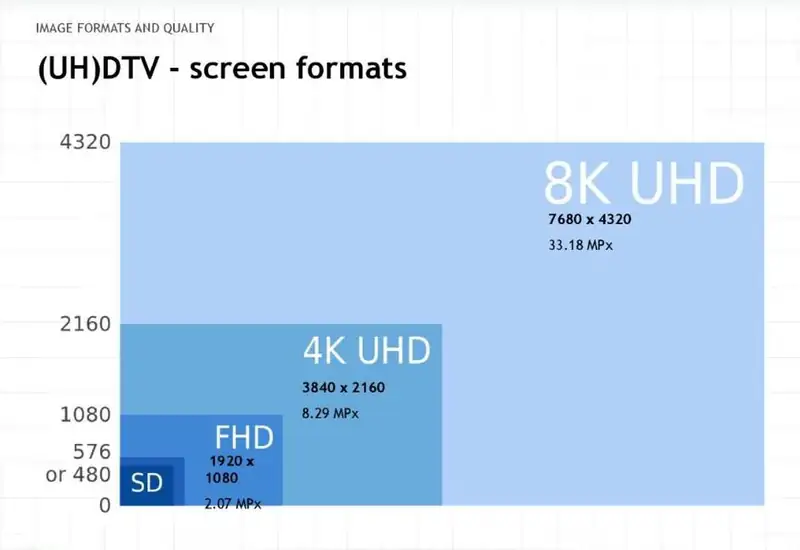 IMAGE FORMATS AND QUALITY
(UH)DTV - screen formats
4320
8K UHD
7680 x 4320
33.18 MPx
2160
4K UHD
3840 x 2160
8.29 MPx
1080
FHD
1920 x
1080
2.07 MPx
576
or 480
SD
0